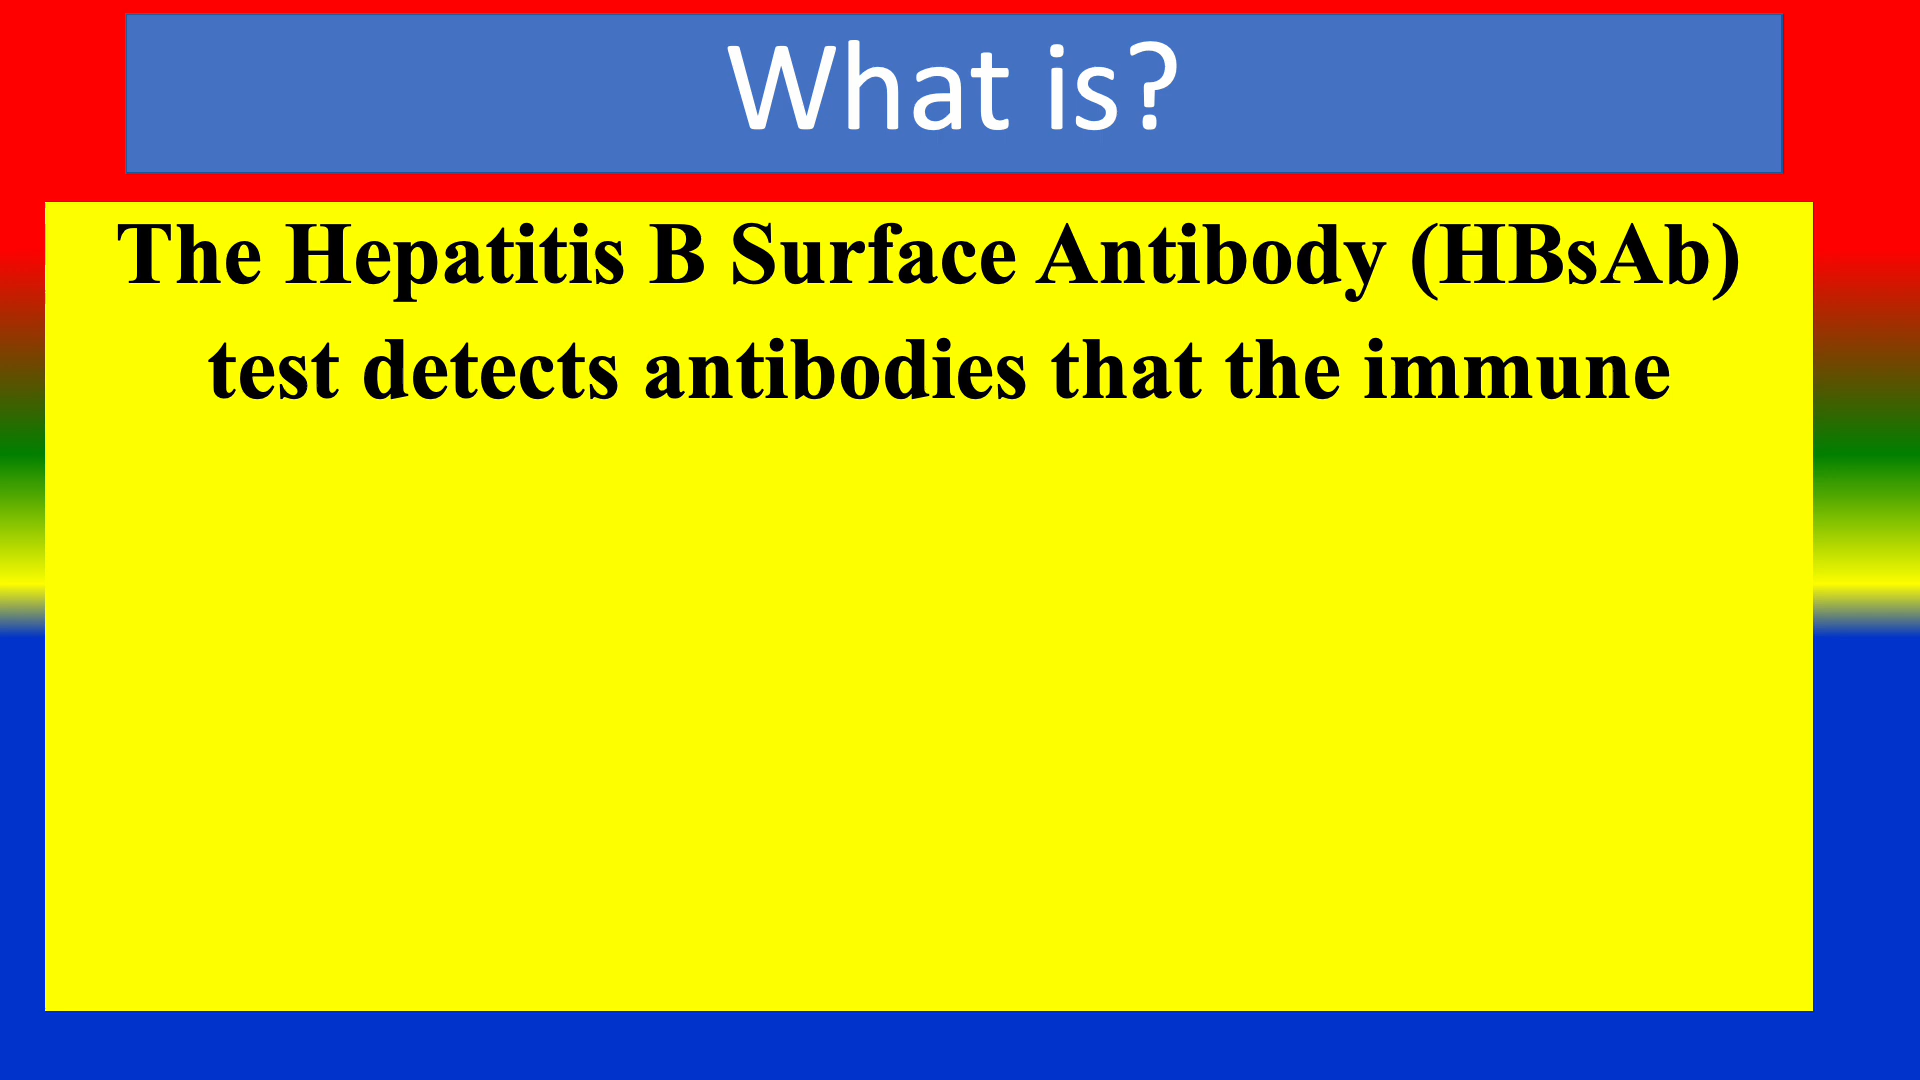 What is?
The Hepatitis B Surface Antibody (HBsAb)
test detects antibodies that the immune